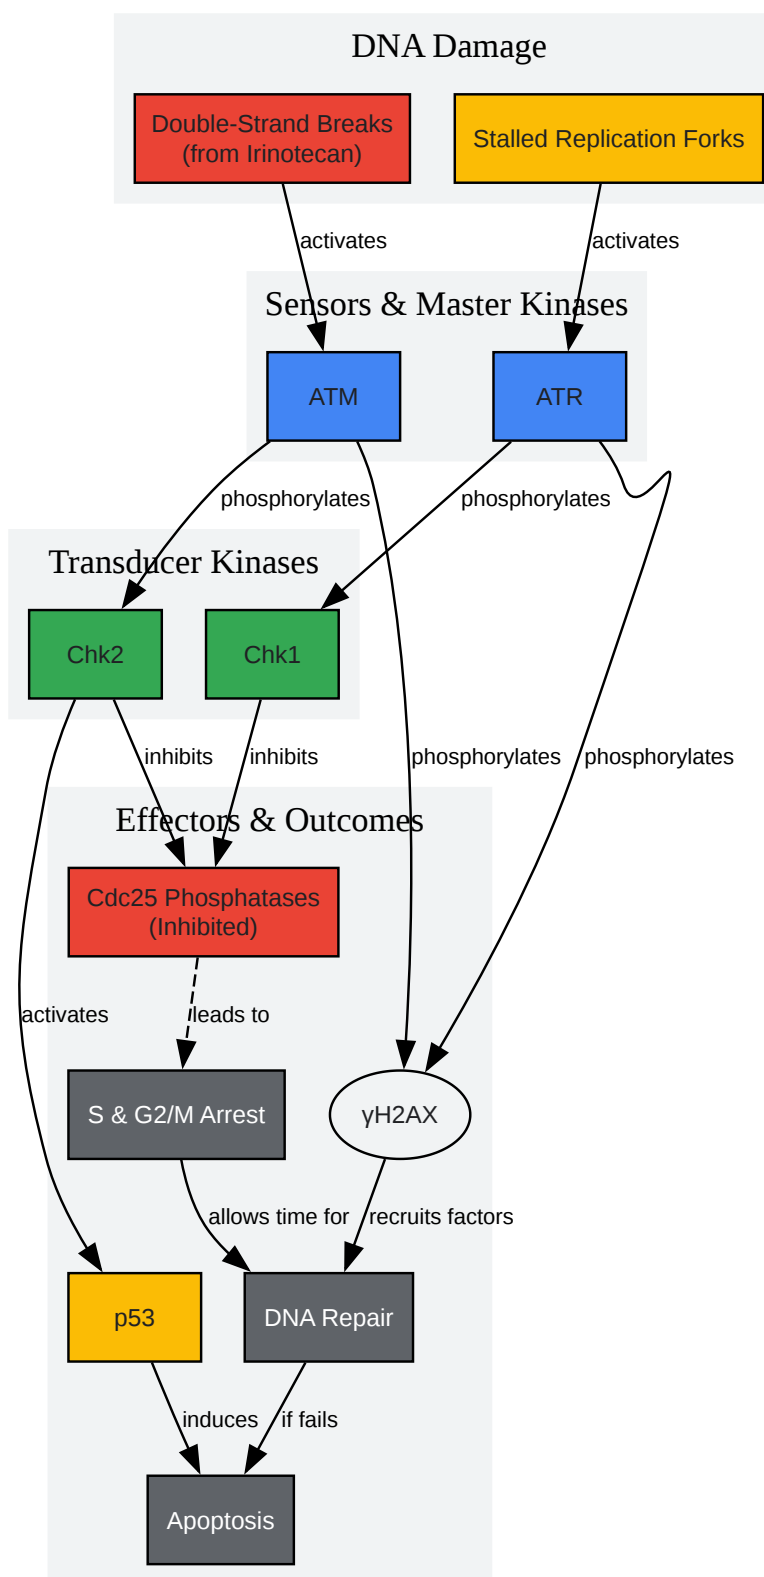 DNA Damage
Double-Strand Breaks
(from Irinotecan)
Stalled Replication Forks
activates
activates
Sensors & Master Kinases
ATM
ATR
phosphorylates
phosphorylates
Transducer Kinases
Chk2
Chk1
inhibits
inhibits
phosphorylates
phosphorylates
Effectors & Outcomes
Cdc25 Phosphatases
(Inhibited)
activates
leads to
S & G2/M Arrest
γH2AX
allows time for
recruits factors
p53
DNA Repair
induces
if fails
Apoptosis